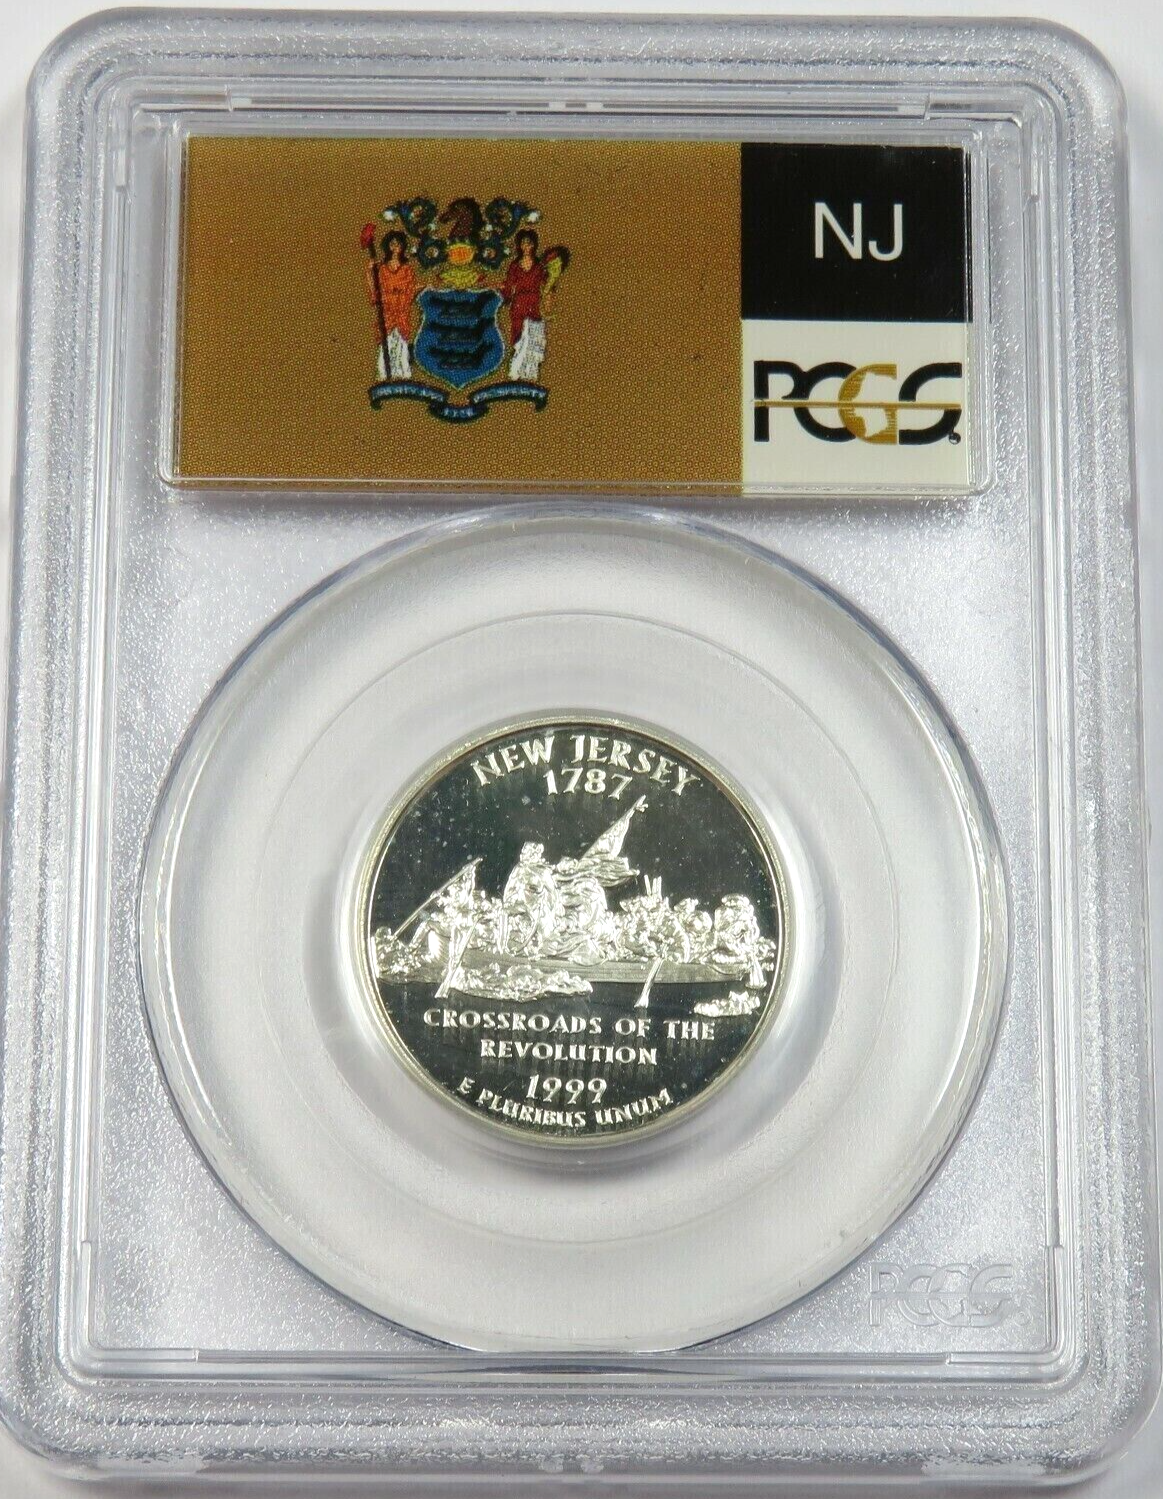 NJ
PCGS
NEW JERSEY
1787
CROSSROADS OF THE
REVOLUTION
1999
E PLURIBUS UNUM
PCGS